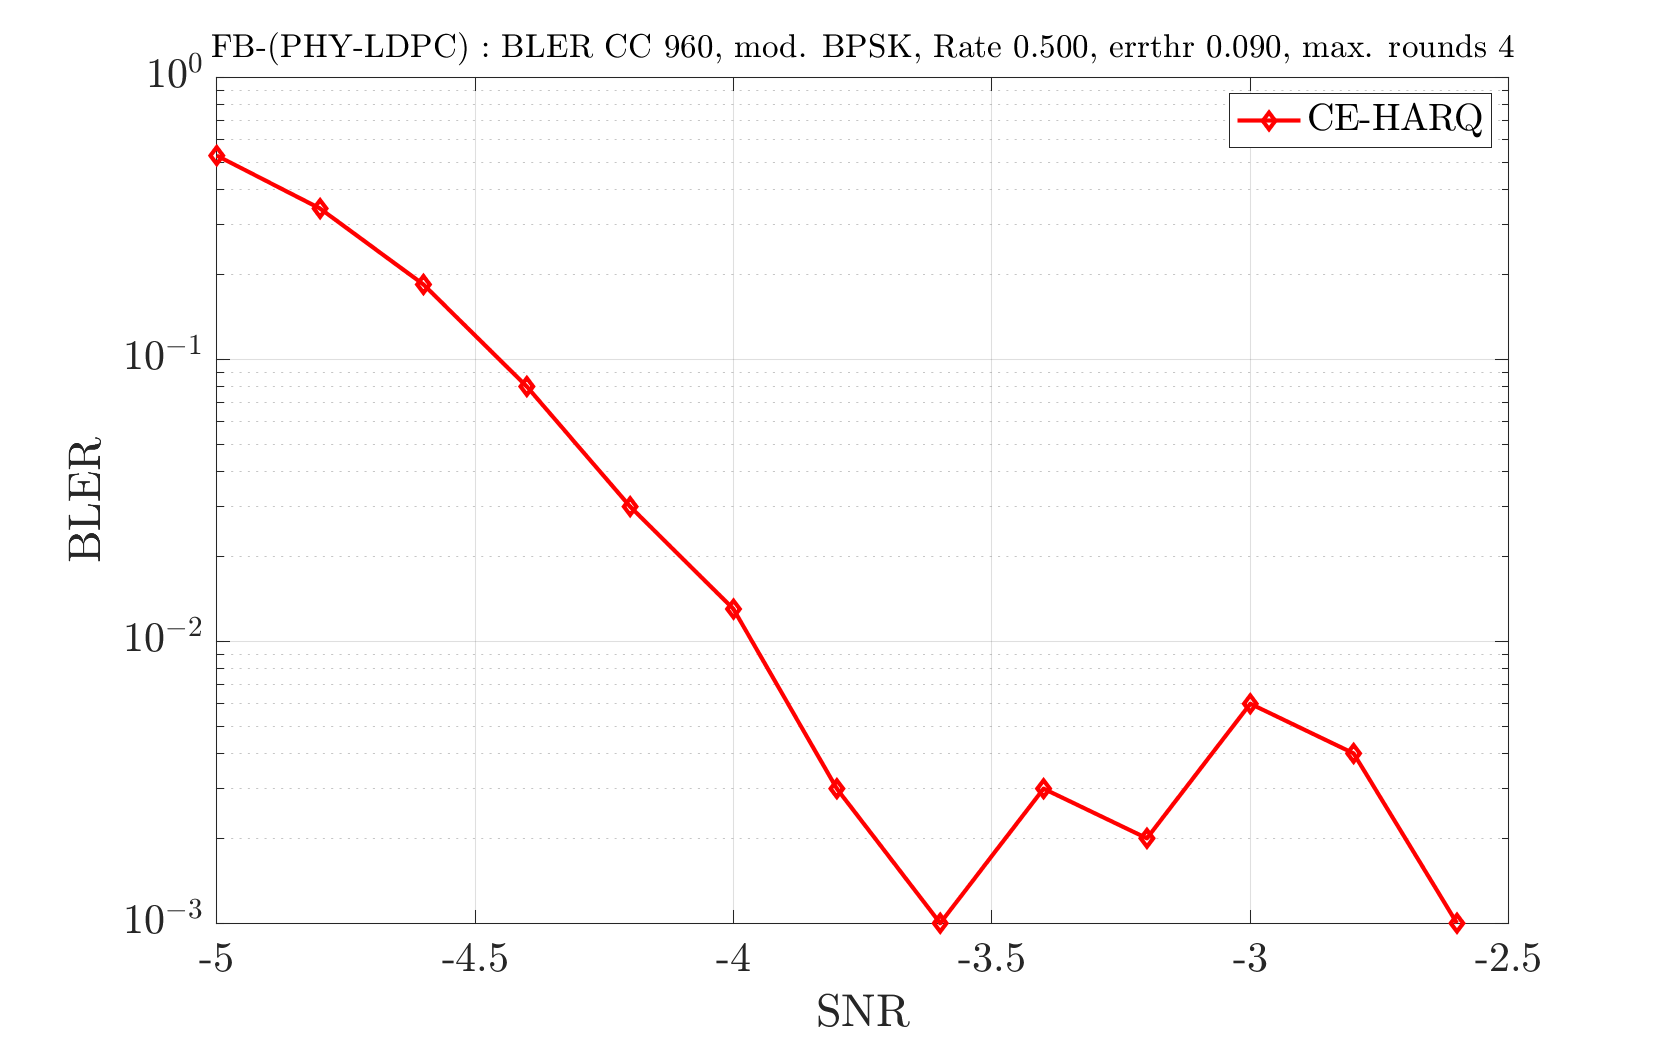 FB-(PHY-LDPC) : BLER CC 960, mod. BPSK, Rate 0.500, errthr 0.090, max. rounds 4
10^0
CE-HARQ
10^{-1}
BLER
10^{-2}
10^{-3}
-5 -4.5 -4 -3.5 -3 -2.5
SNR